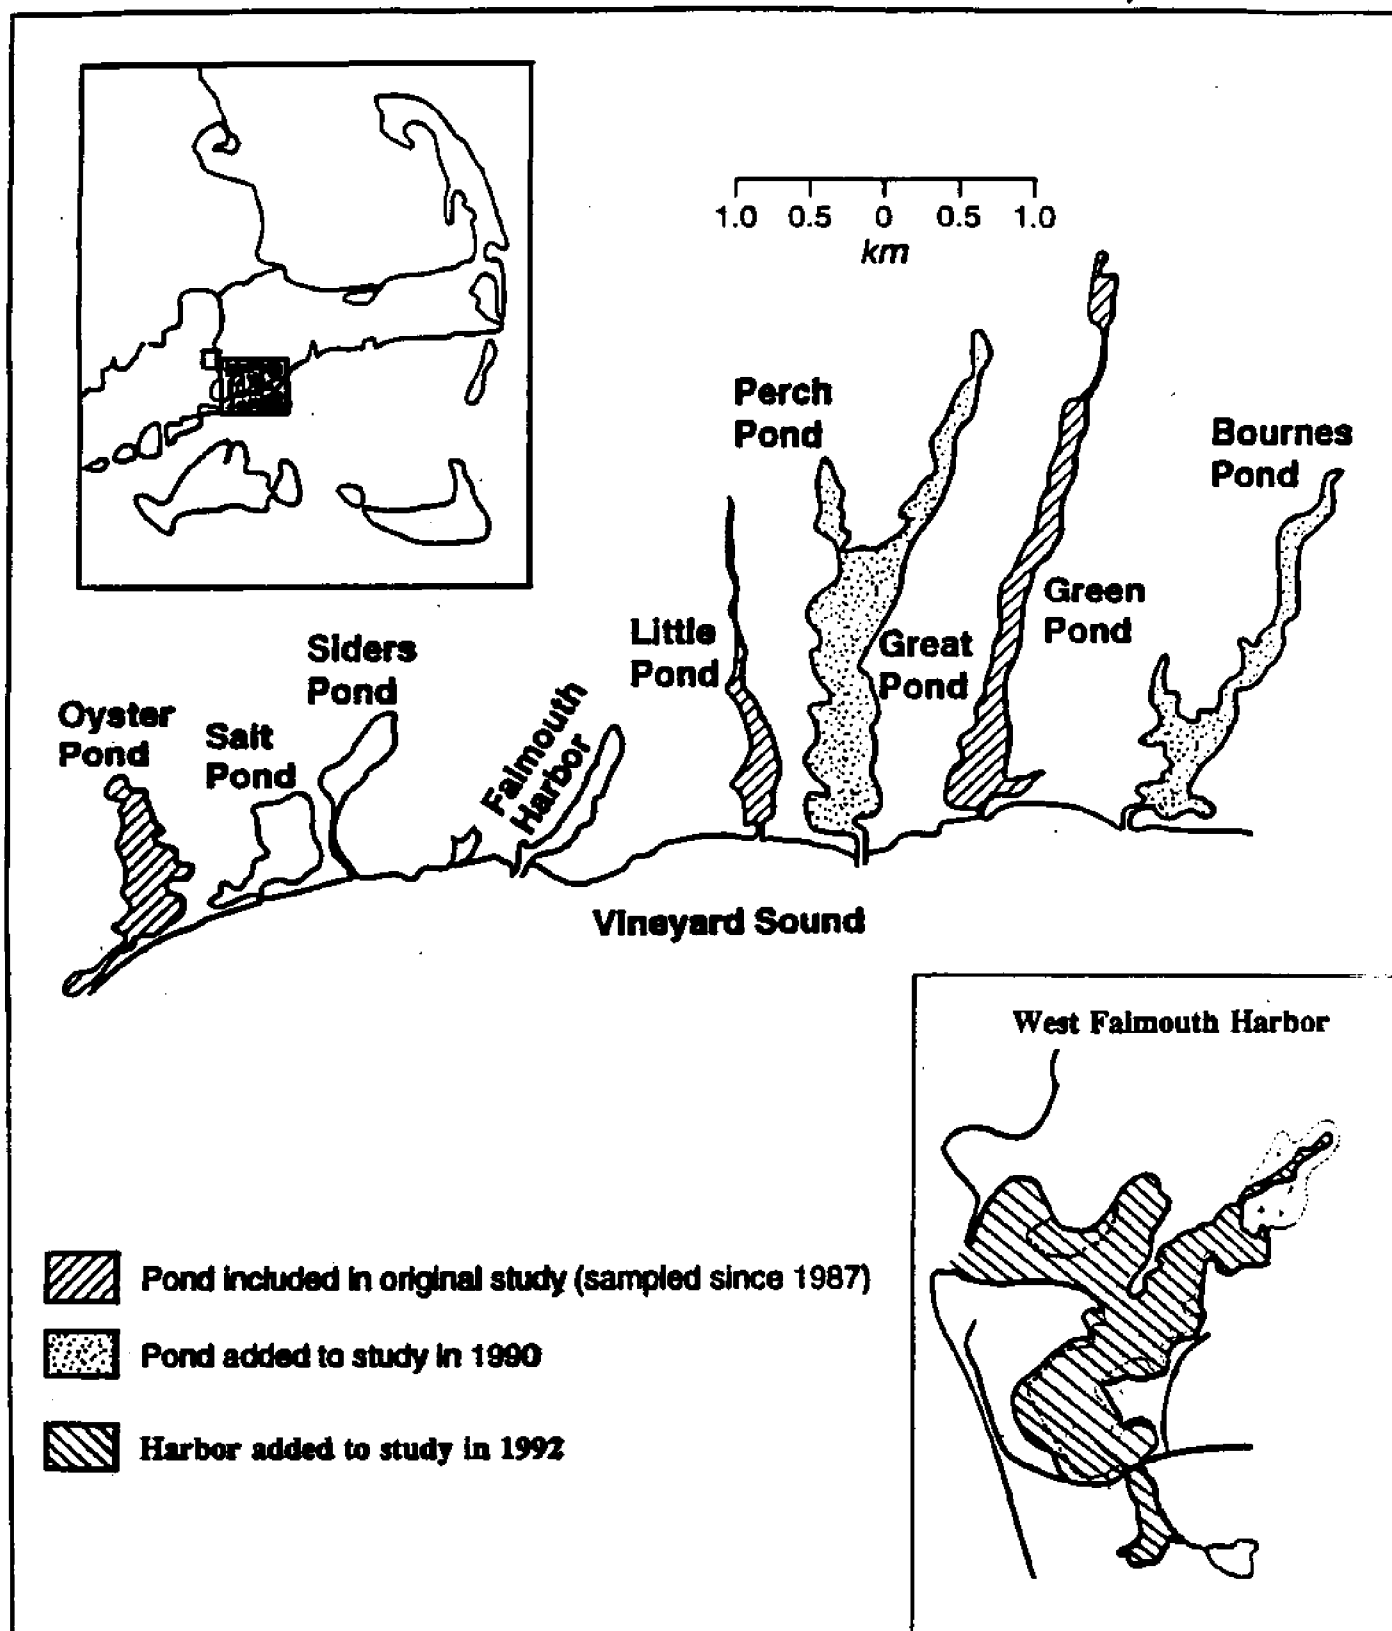 1.0 0.5 0 0.5 1.0
km
Perch
Pond
Bournes
Pond
Green
Pond
Little
Pond
Great
Pond
Siders
Pond
Oyster
Pond
Salt
Pond
Falmouth
Harbor
Vineyard Sound
West Falmouth Harbor
Pond included in original study (sampled since 1987)
Pond added to study in 1990
Harbor added to study in 1992